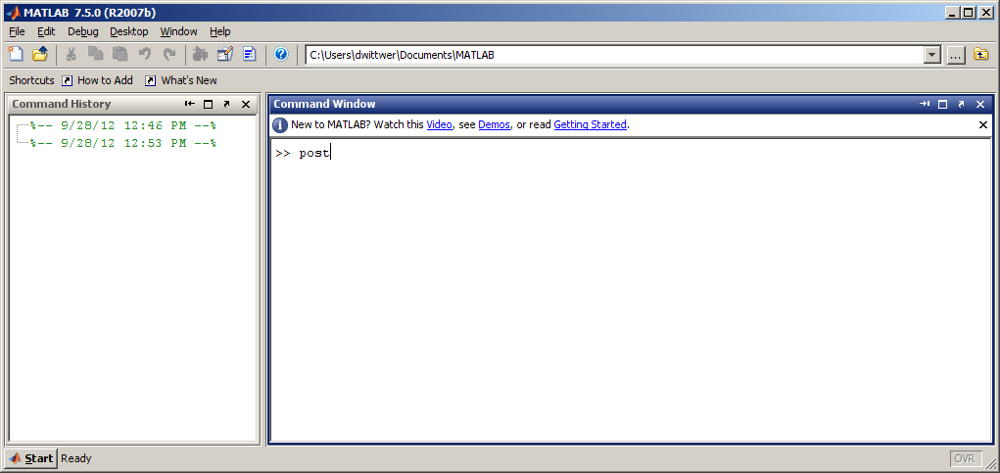 MATLAB 7.5.0 (R2007b)
File Edit Debug Desktop Window Help
C:\Users\dwittwer\Documents\MATLAB ...
Shortcuts How to Add What's New
Command History
%-- 9/28/12 12:46 PM --%
%-- 9/28/12 12:53 PM --%
Command Window
New to MATLAB? Watch this Video, see Demos, or read Getting Started.
>> post
Start Ready
OVR